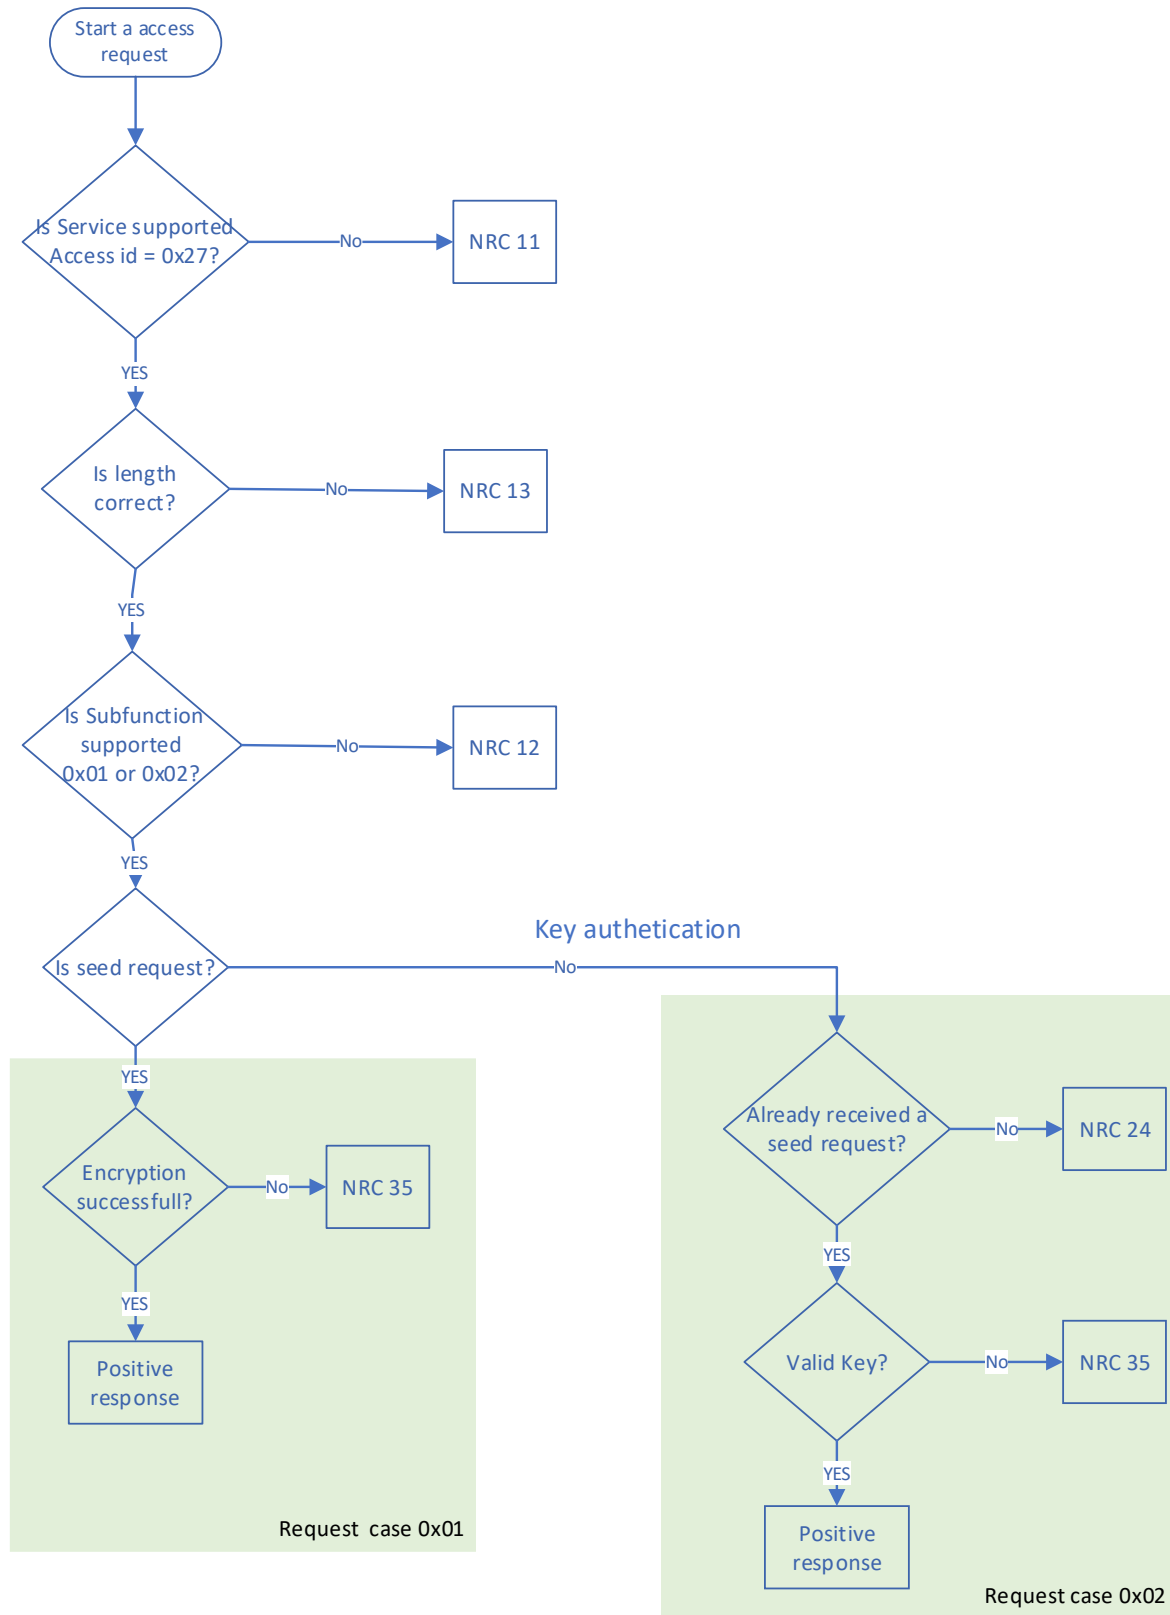 Start a access
request
Is Service supported
Access id = 0x27?
No
NRC 11
YES
Is length
correct?
No
NRC 13
YES
Is Subfunction
supported
0x01 or 0x02?
No
NRC 12
YES
Is seed request?
Key authetication
No
YES
Encryption
successfull?
No
NRC 35
YES
Positive
response
Request case 0x01
Already received a
seed request?
No
NRC 24
YES
Valid Key?
No
NRC 35
YES
Positive
response
Request case 0x02